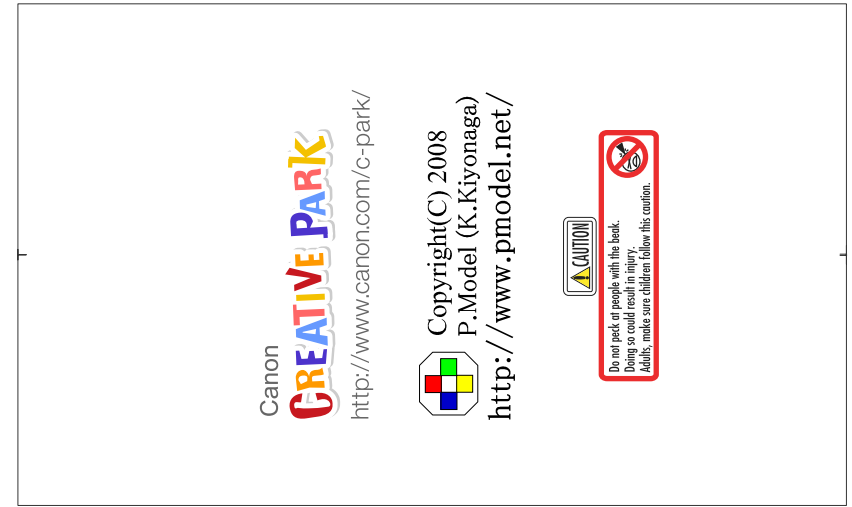 Canon
CREATIVE PARK
http://www.canon.com/c-park/
Copyright(C) 2008
P.Model (K.Kiyonaga)
http://www.pmodel.net/
CAUTION
Do not peck at people with the beak.
Doing so could result in injury.
Adults, make sure children follow this caution.